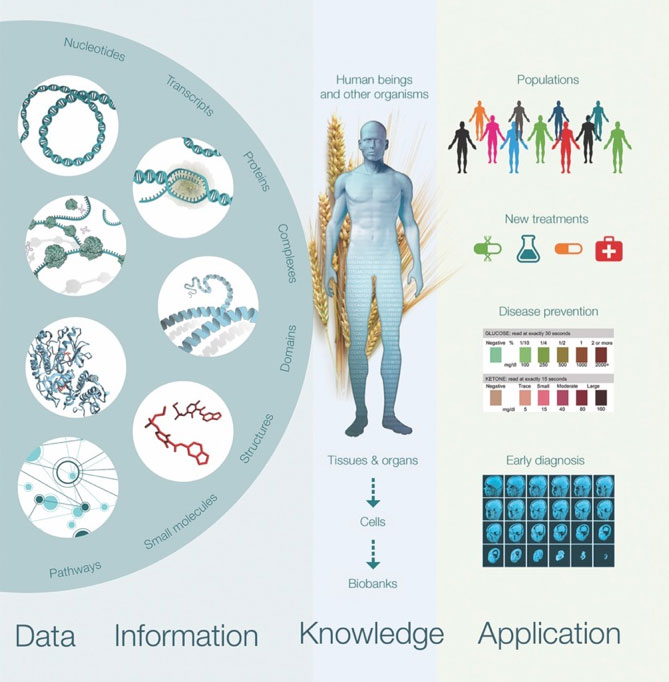 Nucleotides
Transcripts
Proteins
Complexes
Domains
Structures
Small molecules
Pathways
Human beings
and other organisms
Tissues & organs
Cells
Biobanks
Populations
New treatments
Disease prevention
GLUCOSE: read at exactly 30 seconds
Negative % 1/10 1/4 1/2 1 2 or more
mg/dl 100 250 500 1000 2000+
KETONE: read at exactly 15 seconds
Negative Trace Small Moderate Large
mg/dl 5 15 40 80 160
Early diagnosis
Data Information Knowledge Application